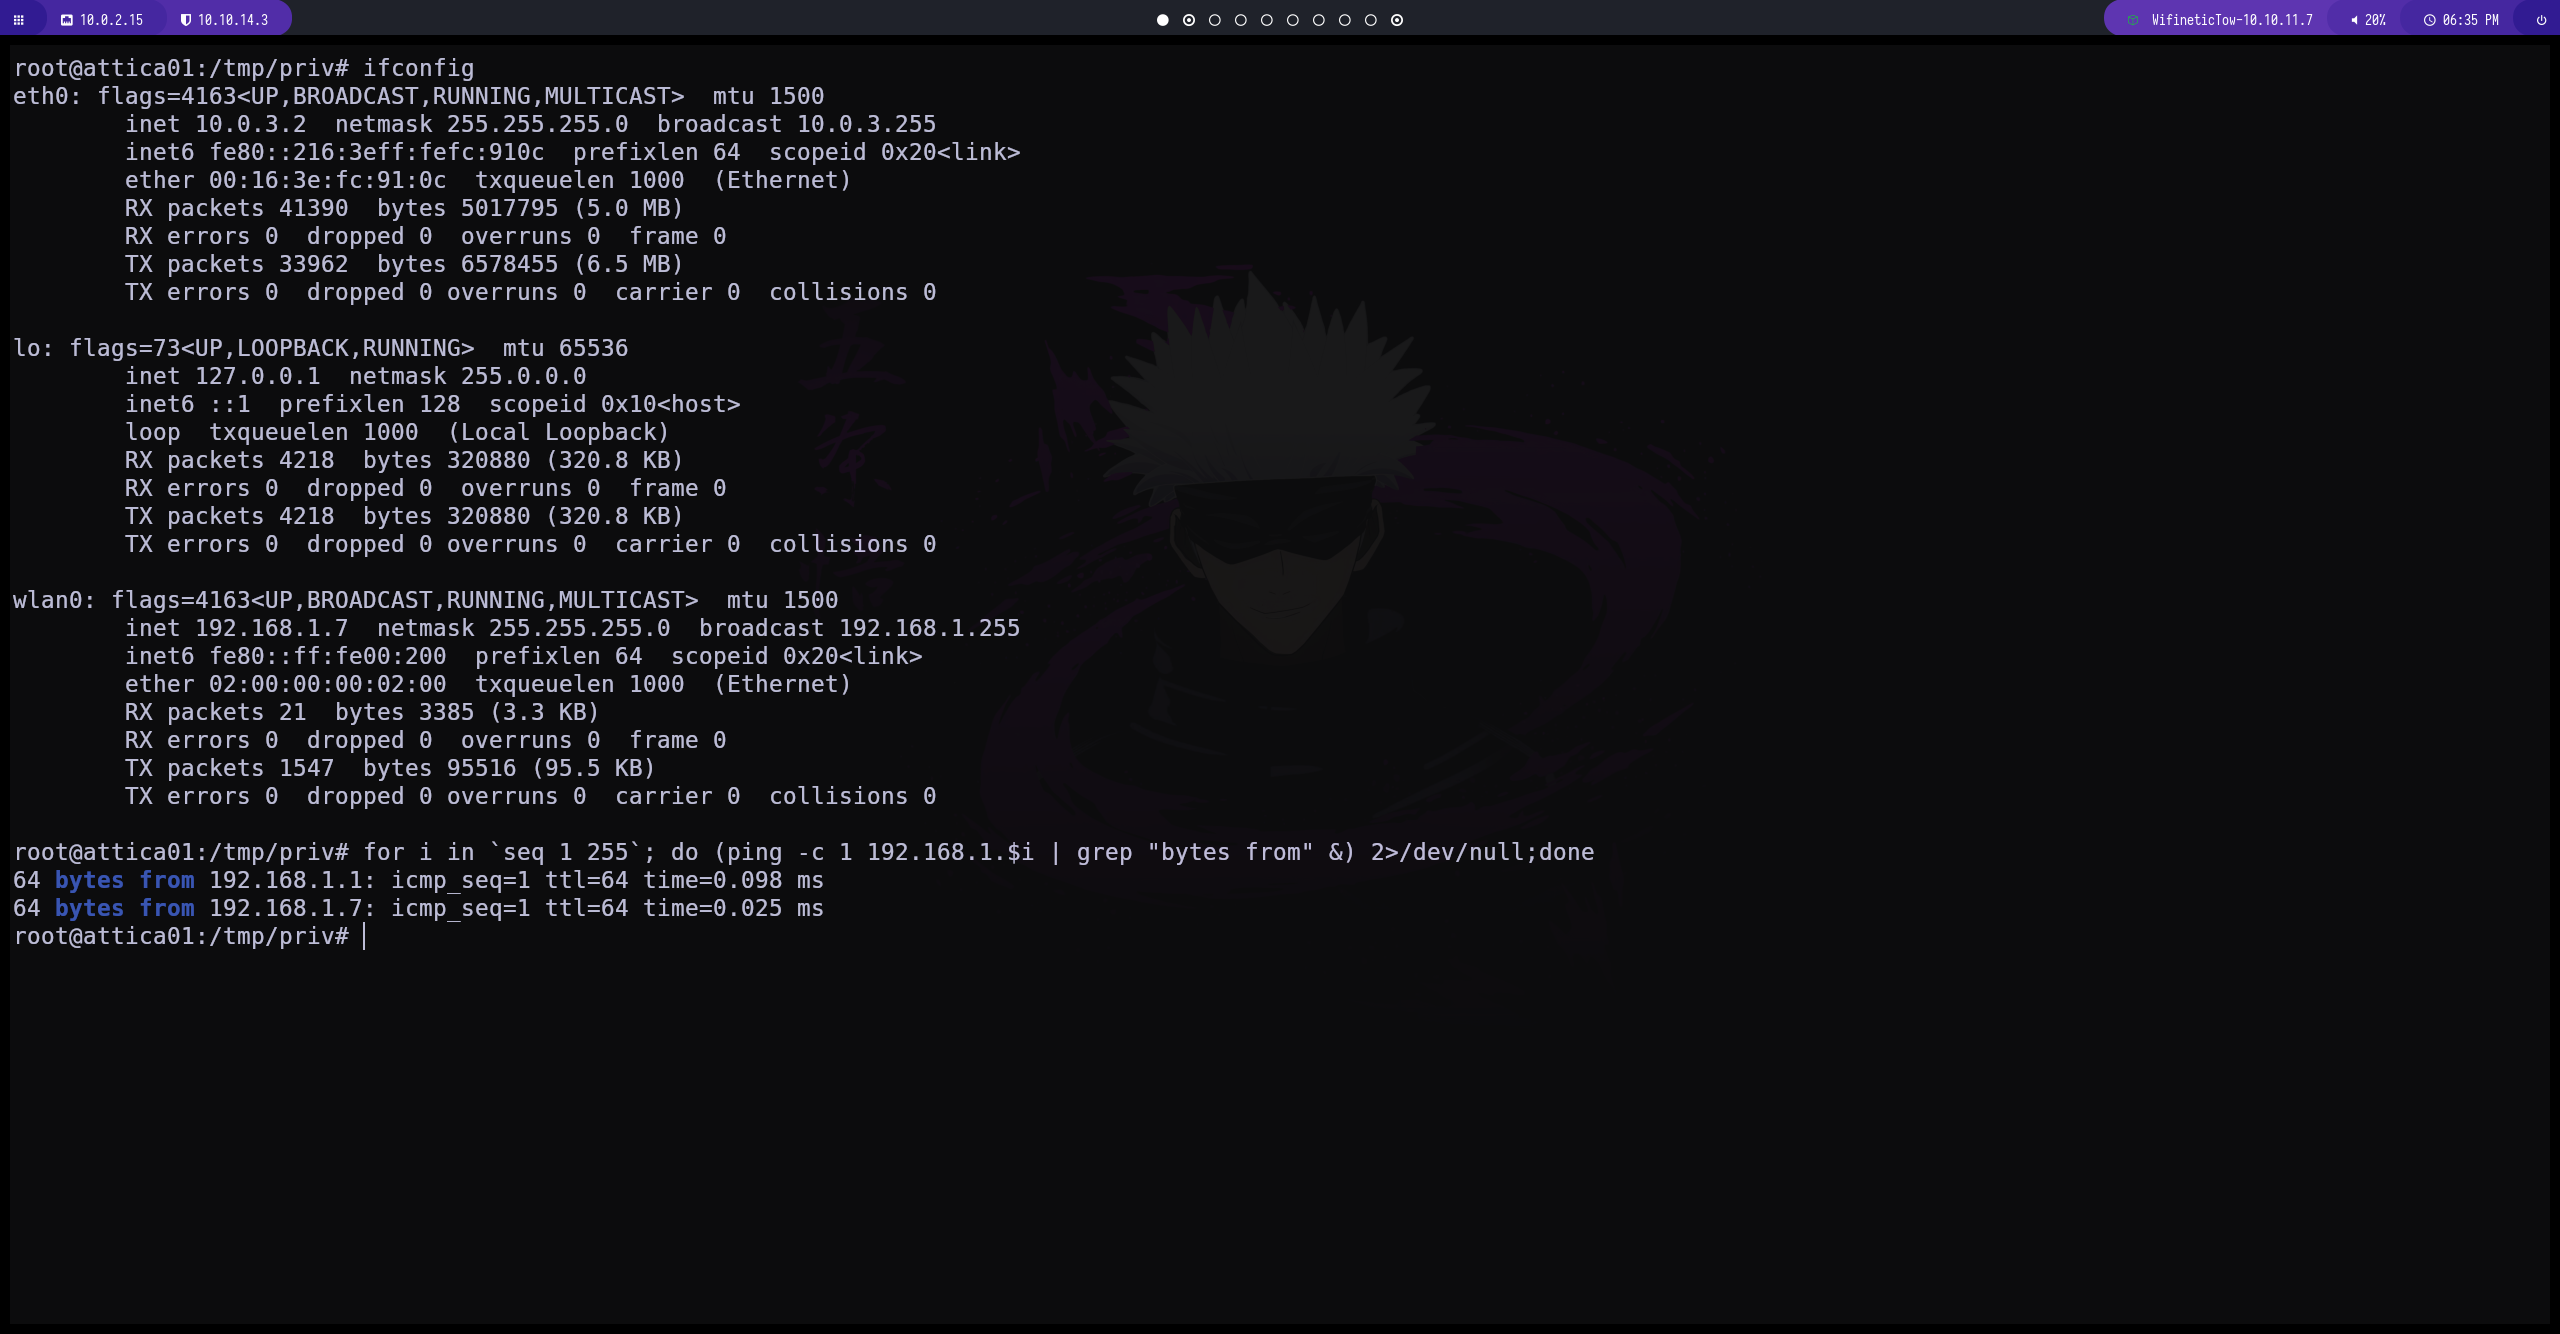 10.0.2.15 10.10.14.3 WifineticTow-10.10.11.7 20% 06:35 PM
root@attica01:/tmp/priv# ifconfig
eth0: flags=4163<UP,BROADCAST,RUNNING,MULTICAST>  mtu 1500
        inet 10.0.3.2  netmask 255.255.255.0  broadcast 10.0.3.255
        inet6 fe80::216:3eff:fefc:910c  prefixlen 64  scopeid 0x20<link>
        ether 00:16:3e:fc:91:0c  txqueuelen 1000  (Ethernet)
        RX packets 41390  bytes 5017795 (5.0 MB)
        RX errors 0  dropped 0  overruns 0  frame 0
        TX packets 33962  bytes 6578455 (6.5 MB)
        TX errors 0  dropped 0 overruns 0  carrier 0  collisions 0

lo: flags=73<UP,LOOPBACK,RUNNING>  mtu 65536
        inet 127.0.0.1  netmask 255.0.0.0
        inet6 ::1  prefixlen 128  scopeid 0x10<host>
        loop  txqueuelen 1000  (Local Loopback)
        RX packets 4218  bytes 320880 (320.8 KB)
        RX errors 0  dropped 0  overruns 0  frame 0
        TX packets 4218  bytes 320880 (320.8 KB)
        TX errors 0  dropped 0 overruns 0  carrier 0  collisions 0

wlan0: flags=4163<UP,BROADCAST,RUNNING,MULTICAST>  mtu 1500
        inet 192.168.1.7  netmask 255.255.255.0  broadcast 192.168.1.255
        inet6 fe80::ff:fe00:200  prefixlen 64  scopeid 0x20<link>
        ether 02:00:00:00:02:00  txqueuelen 1000  (Ethernet)
        RX packets 21  bytes 3385 (3.3 KB)
        RX errors 0  dropped 0  overruns 0  frame 0
        TX packets 1547  bytes 95516 (95.5 KB)
        TX errors 0  dropped 0 overruns 0  carrier 0  collisions 0

root@attica01:/tmp/priv# for i in `seq 1 255`; do (ping -c 1 192.168.1.$i | grep "bytes from" &) 2>/dev/null;done
64 bytes from 192.168.1.1: icmp_seq=1 ttl=64 time=0.098 ms
64 bytes from 192.168.1.7: icmp_seq=1 ttl=64 time=0.025 ms
root@attica01:/tmp/priv#
五
条
悟